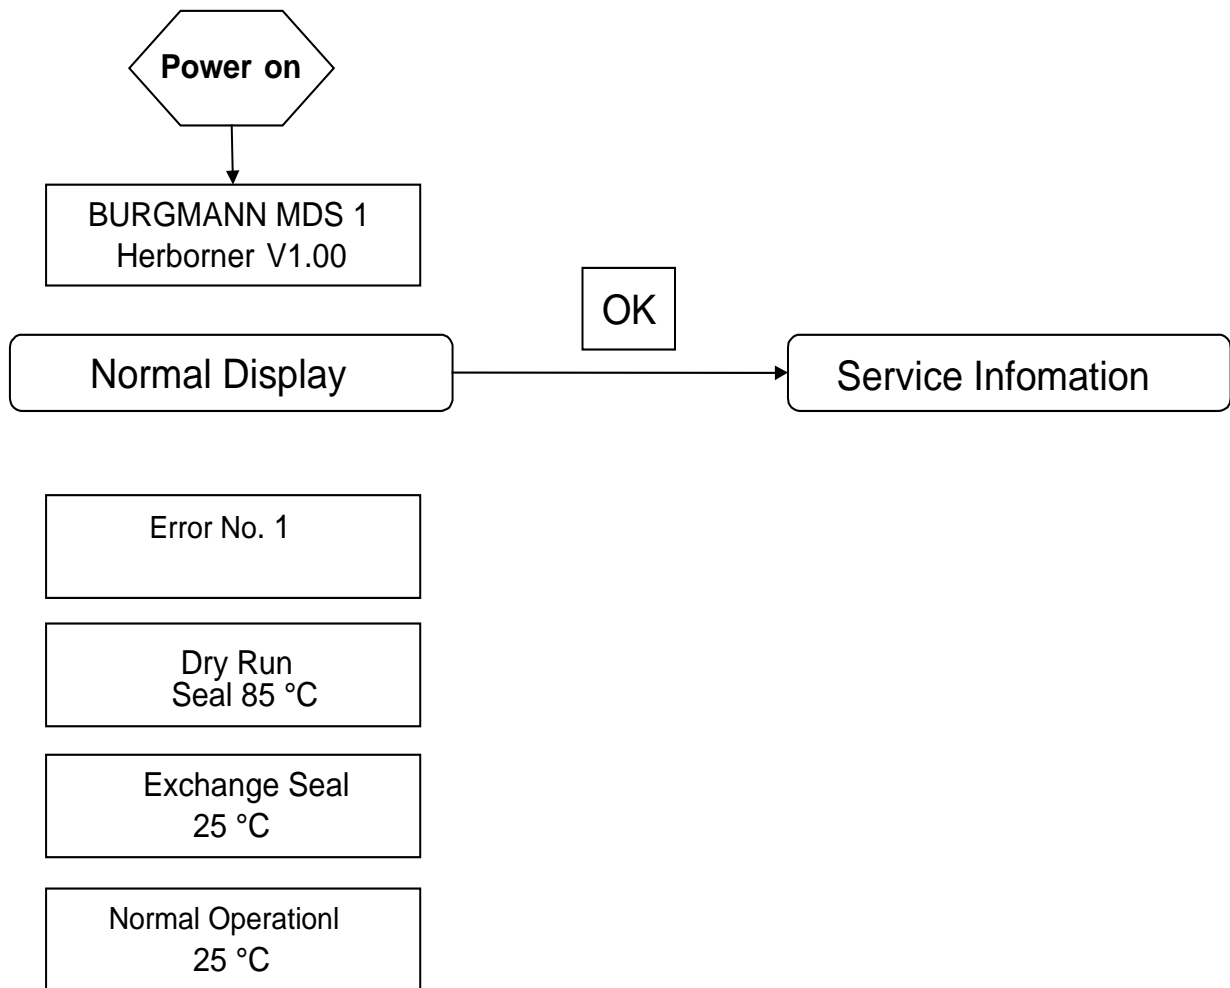 Power on
BURGMANN MDS 1
Herborner V1.00
OK
Normal Display
Service Infomation
Error No. 1
Dry Run
Seal 85 °C
Exchange Seal
25 °C
Normal Operationl
25 °C